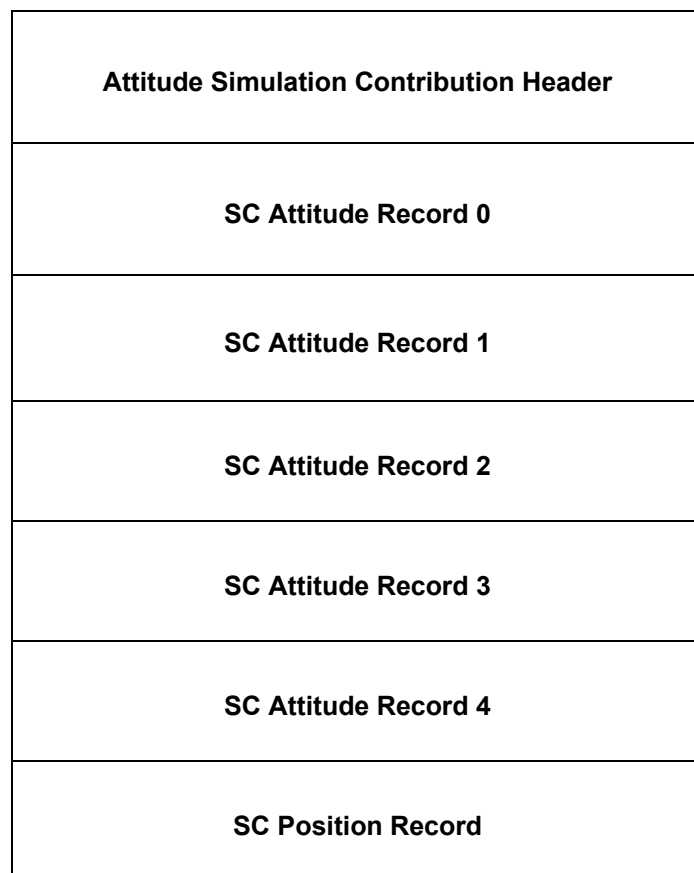 Attitude Simulation Contribution Header
SC Attitude Record 0
SC Attitude Record 1
SC Attitude Record 2
SC Attitude Record 3
SC Attitude Record 4
SC Position Record